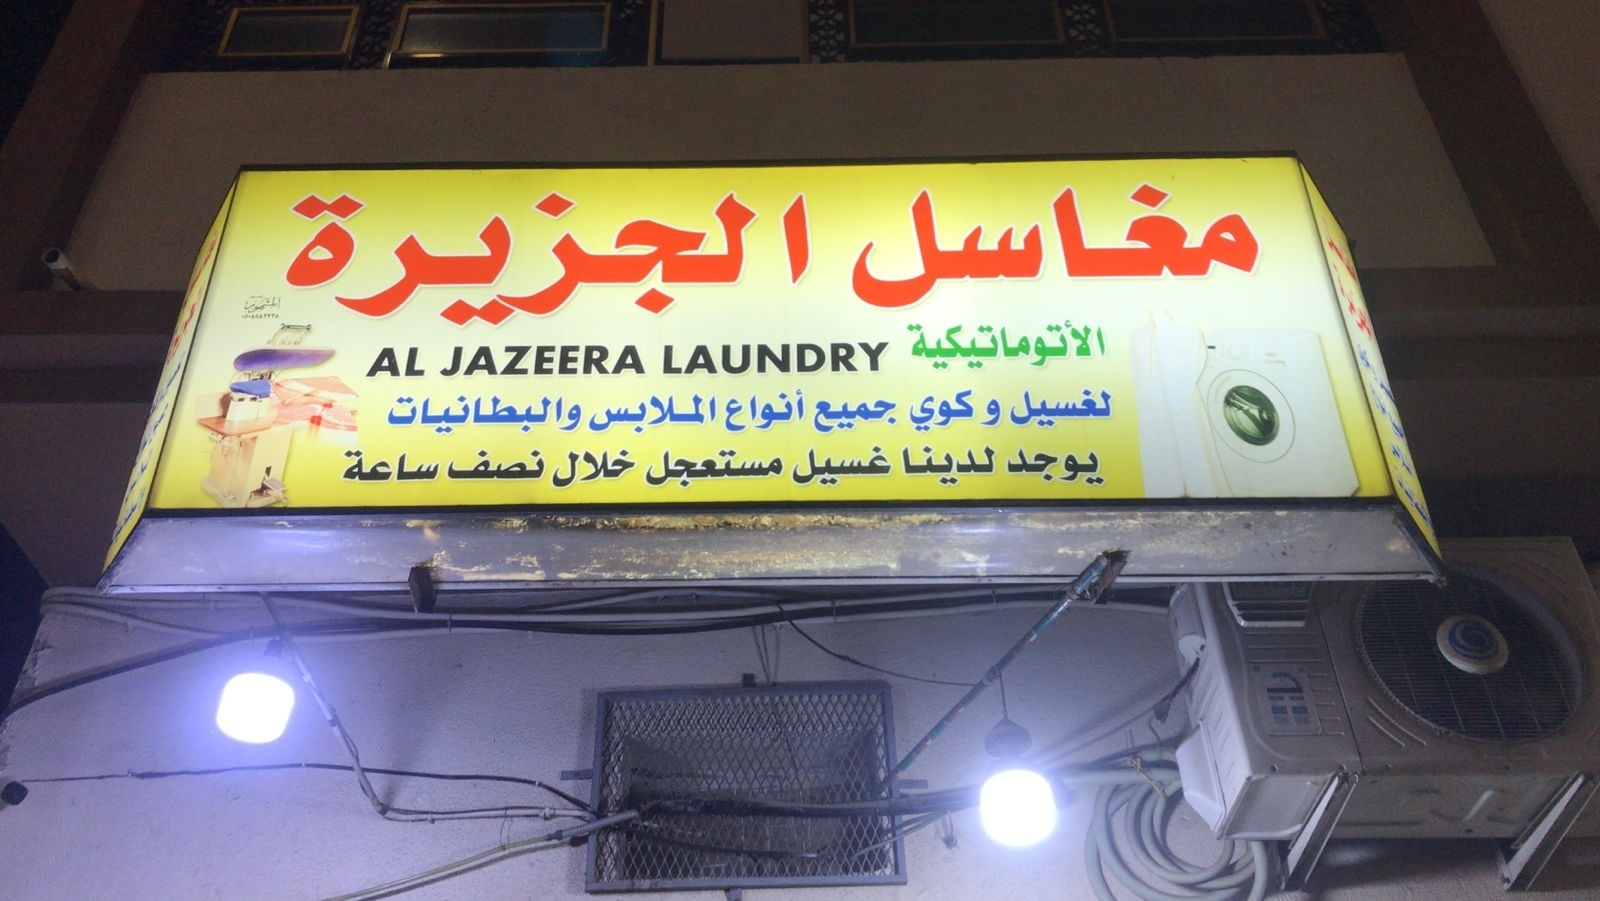 مغاسل الجزيرة
الأتوماتيكية
AL JAZEERA LAUNDRY
لغسيل و كوي جميع أنواع الملابس والبطانيات
يوجد لدينا غسيل مستعجل خلال نصف ساعة